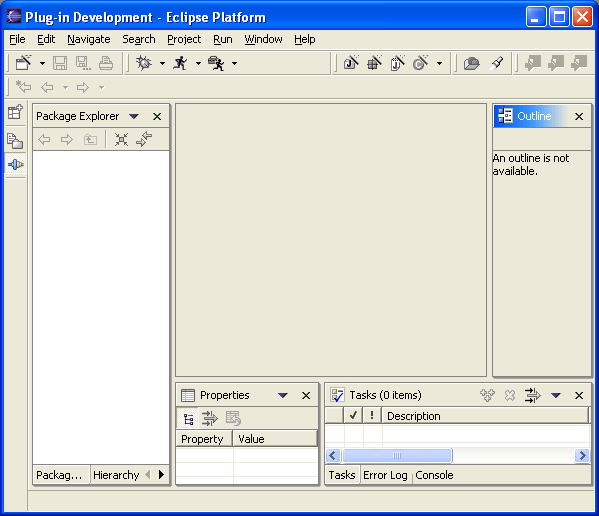 Plug-in Development - Eclipse Platform
File Edit Navigate Search Project Run Window Help
Package Explorer
Outline
An outline is not
available.
Properties
Property Value
Tasks (0 items)
! Description
Packag... Hierarchy
Tasks Error Log Console